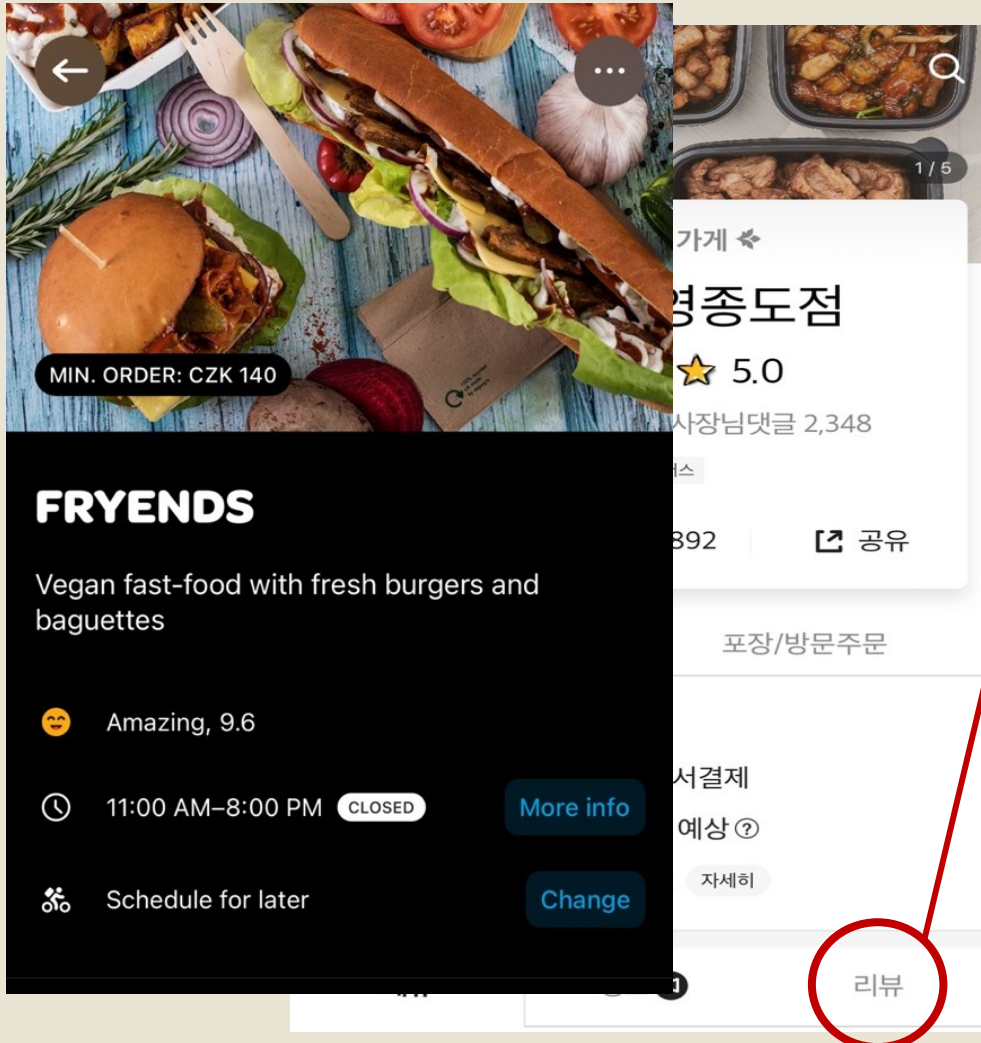 MIN. ORDER: CZK 140
FRYENDS
Vegan fast-food with fresh burgers and
baguettes
Amazing, 9.6
11:00 AM–8:00 PM CLOSED More info
Schedule for later Change
1 / 5
가게
영종도점
5.0
사장님댓글 2,348
892 공유
포장/방문주문
서결제
예상 ?
자세히
리뷰